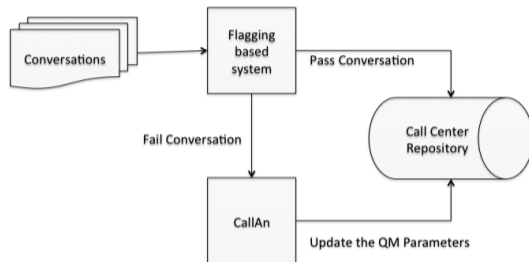 Conversations
Flagging
based
system
Pass Conversation
Fail Conversation
Call Center
Repository
CallAn
Update the QM Parameters